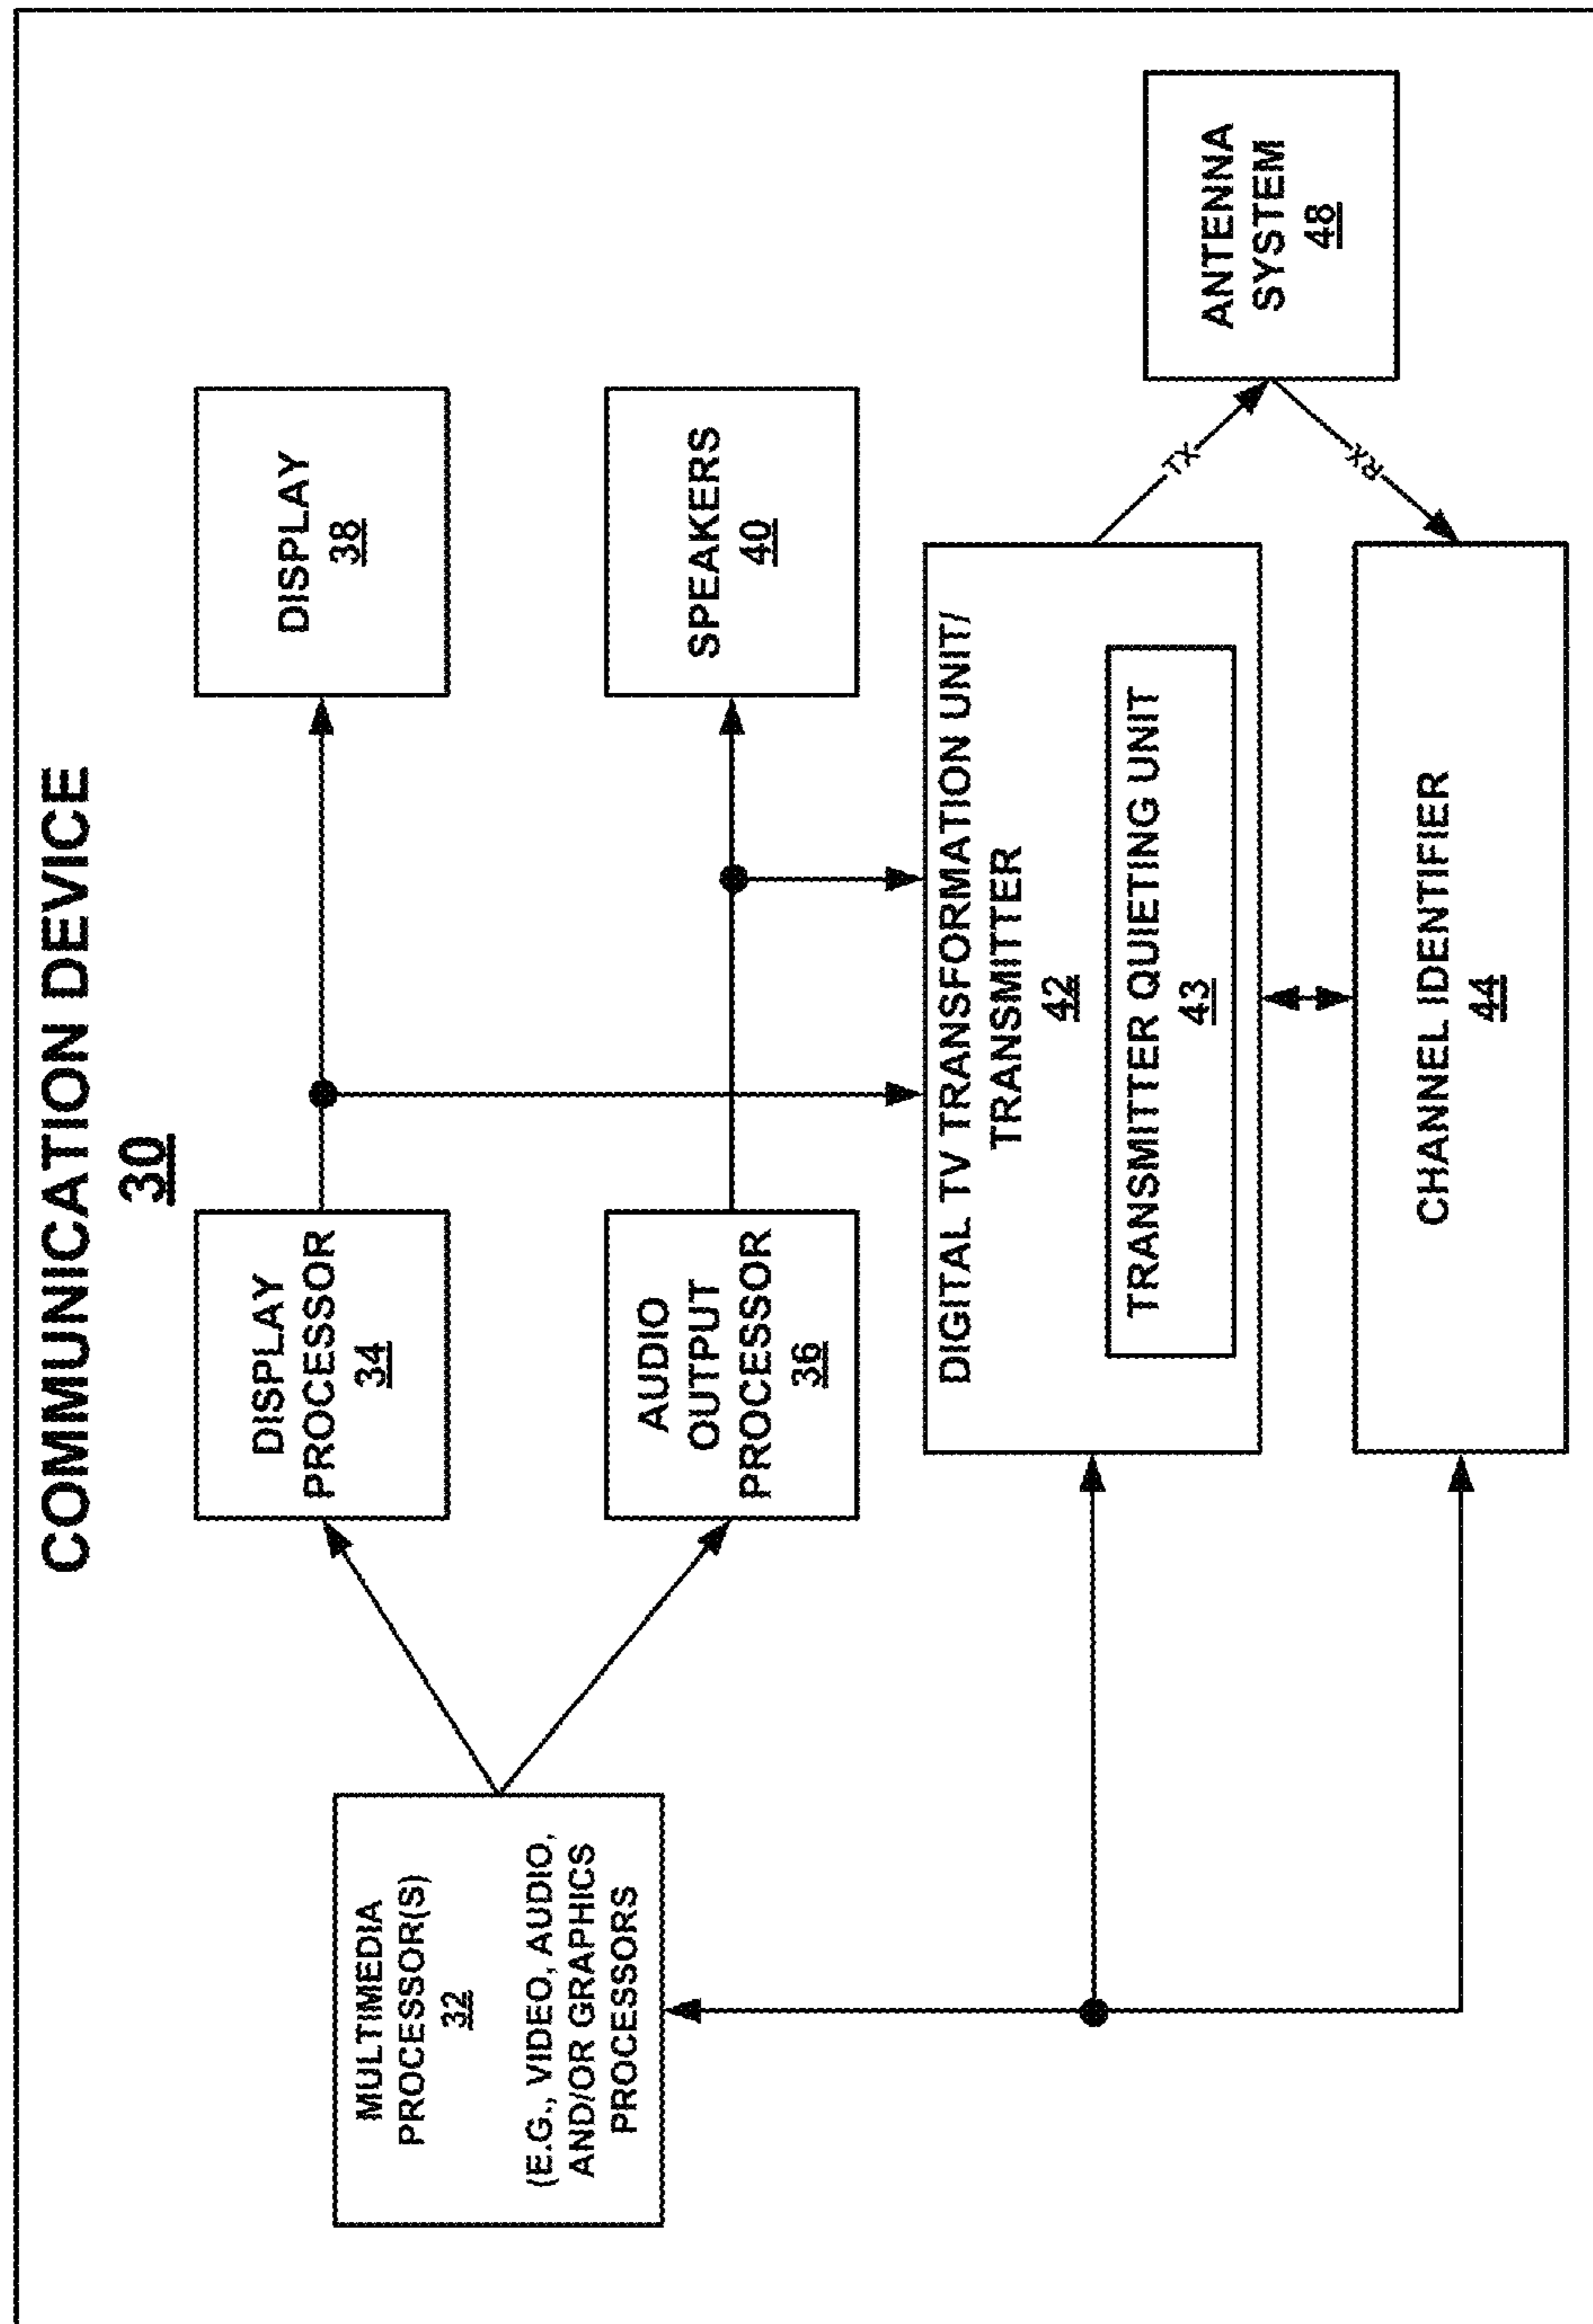 COMMUNICATION DEVICE
30
MULTIMEDIA
PROCESSOR(S)
32
(E.G., VIDEO, AUDIO,
AND/OR GRAPHICS
PROCESSORS
DISPLAY
PROCESSOR
34
DISPLAY
38
AUDIO
OUTPUT
PROCESSOR
36
SPEAKERS
40
DIGITAL TV TRANSFORMATION UNIT/
TRANSMITTER
42
TRANSMITTER QUIETING UNIT
43
CHANNEL IDENTIFIER
44
TX
RX
ANTENNA
SYSTEM
48